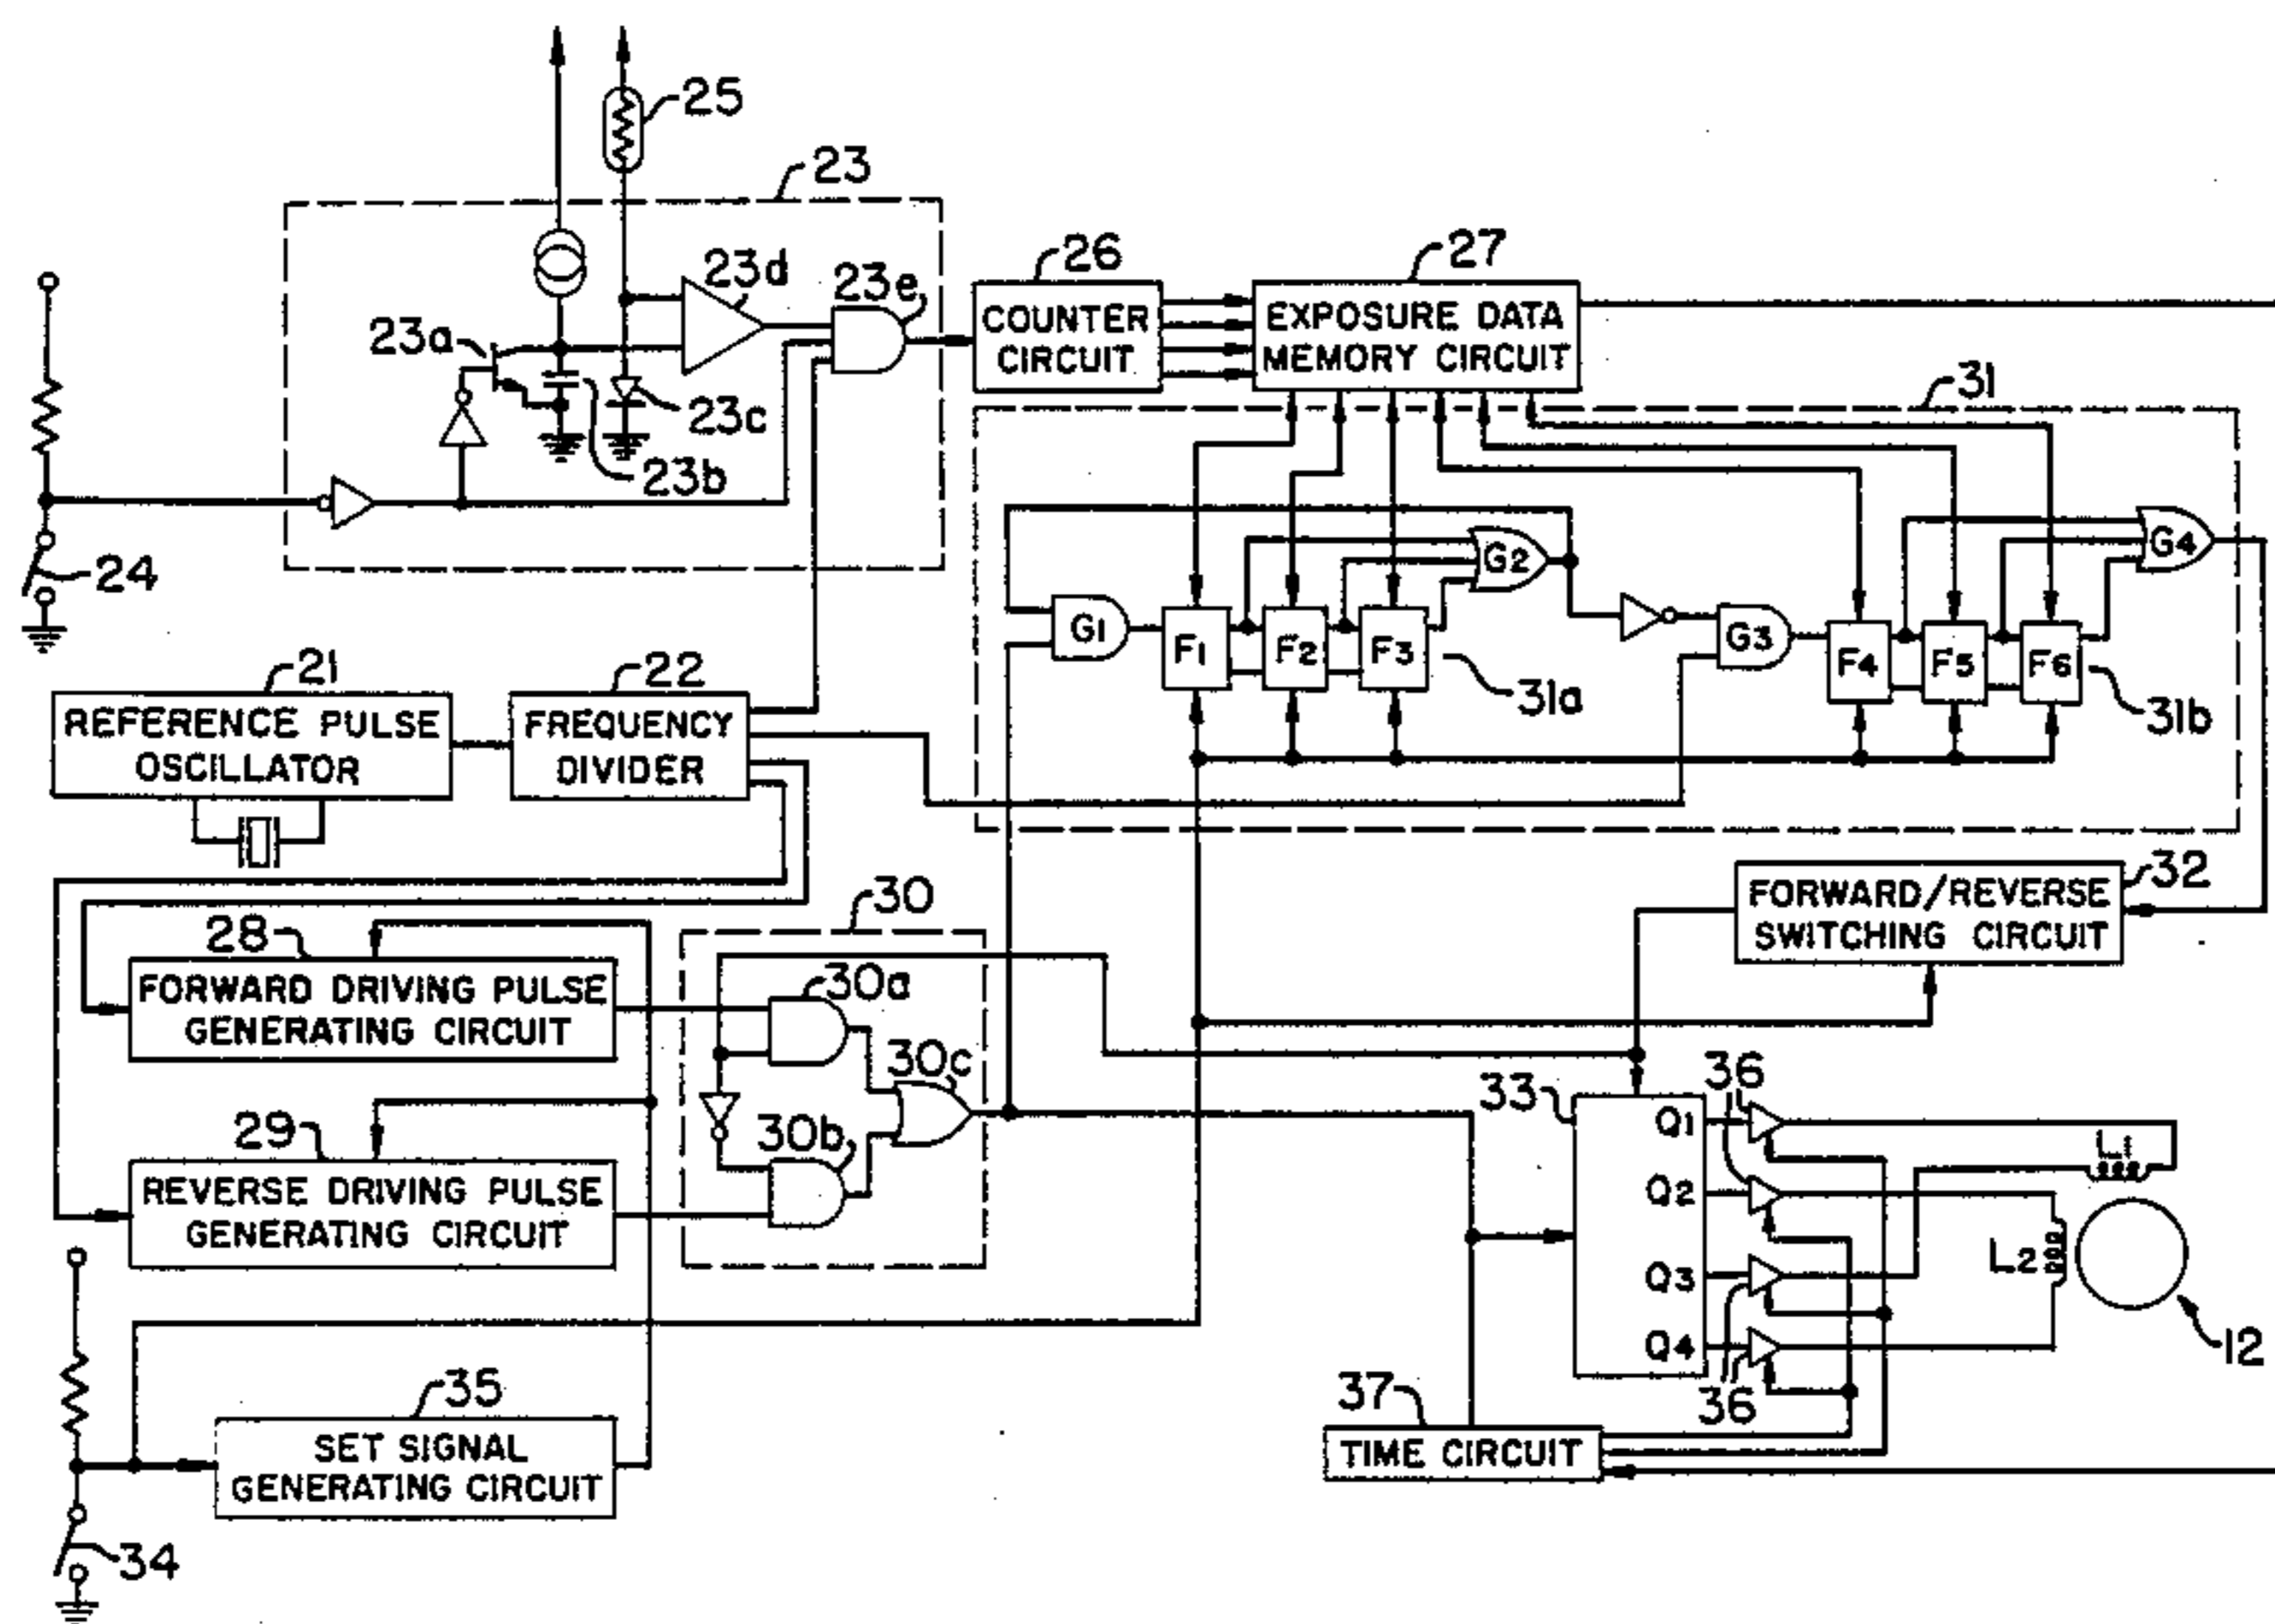 25
23
23d
23e
26
27
COUNTER
CIRCUIT
EXPOSURE DATA
MEMORY CIRCUIT
23a
23c
23b
31
24
G1
F1
F2
F3
G2
G3
F4
F5
F6
G4
31a
31b
21
22
REFERENCE PULSE
OSCILLATOR
FREQUENCY
DIVIDER
32
FORWARD/REVERSE
SWITCHING CIRCUIT
28
30
FORWARD DRIVING PULSE
GENERATING CIRCUIT
30a
30c
30b
29
REVERSE DRIVING PULSE
GENERATING CIRCUIT
33
36
Q1
Q2
Q3
Q4
36
L1
L2
12
35
SET SIGNAL
GENERATING CIRCUIT
37
TIME CIRCUIT
34